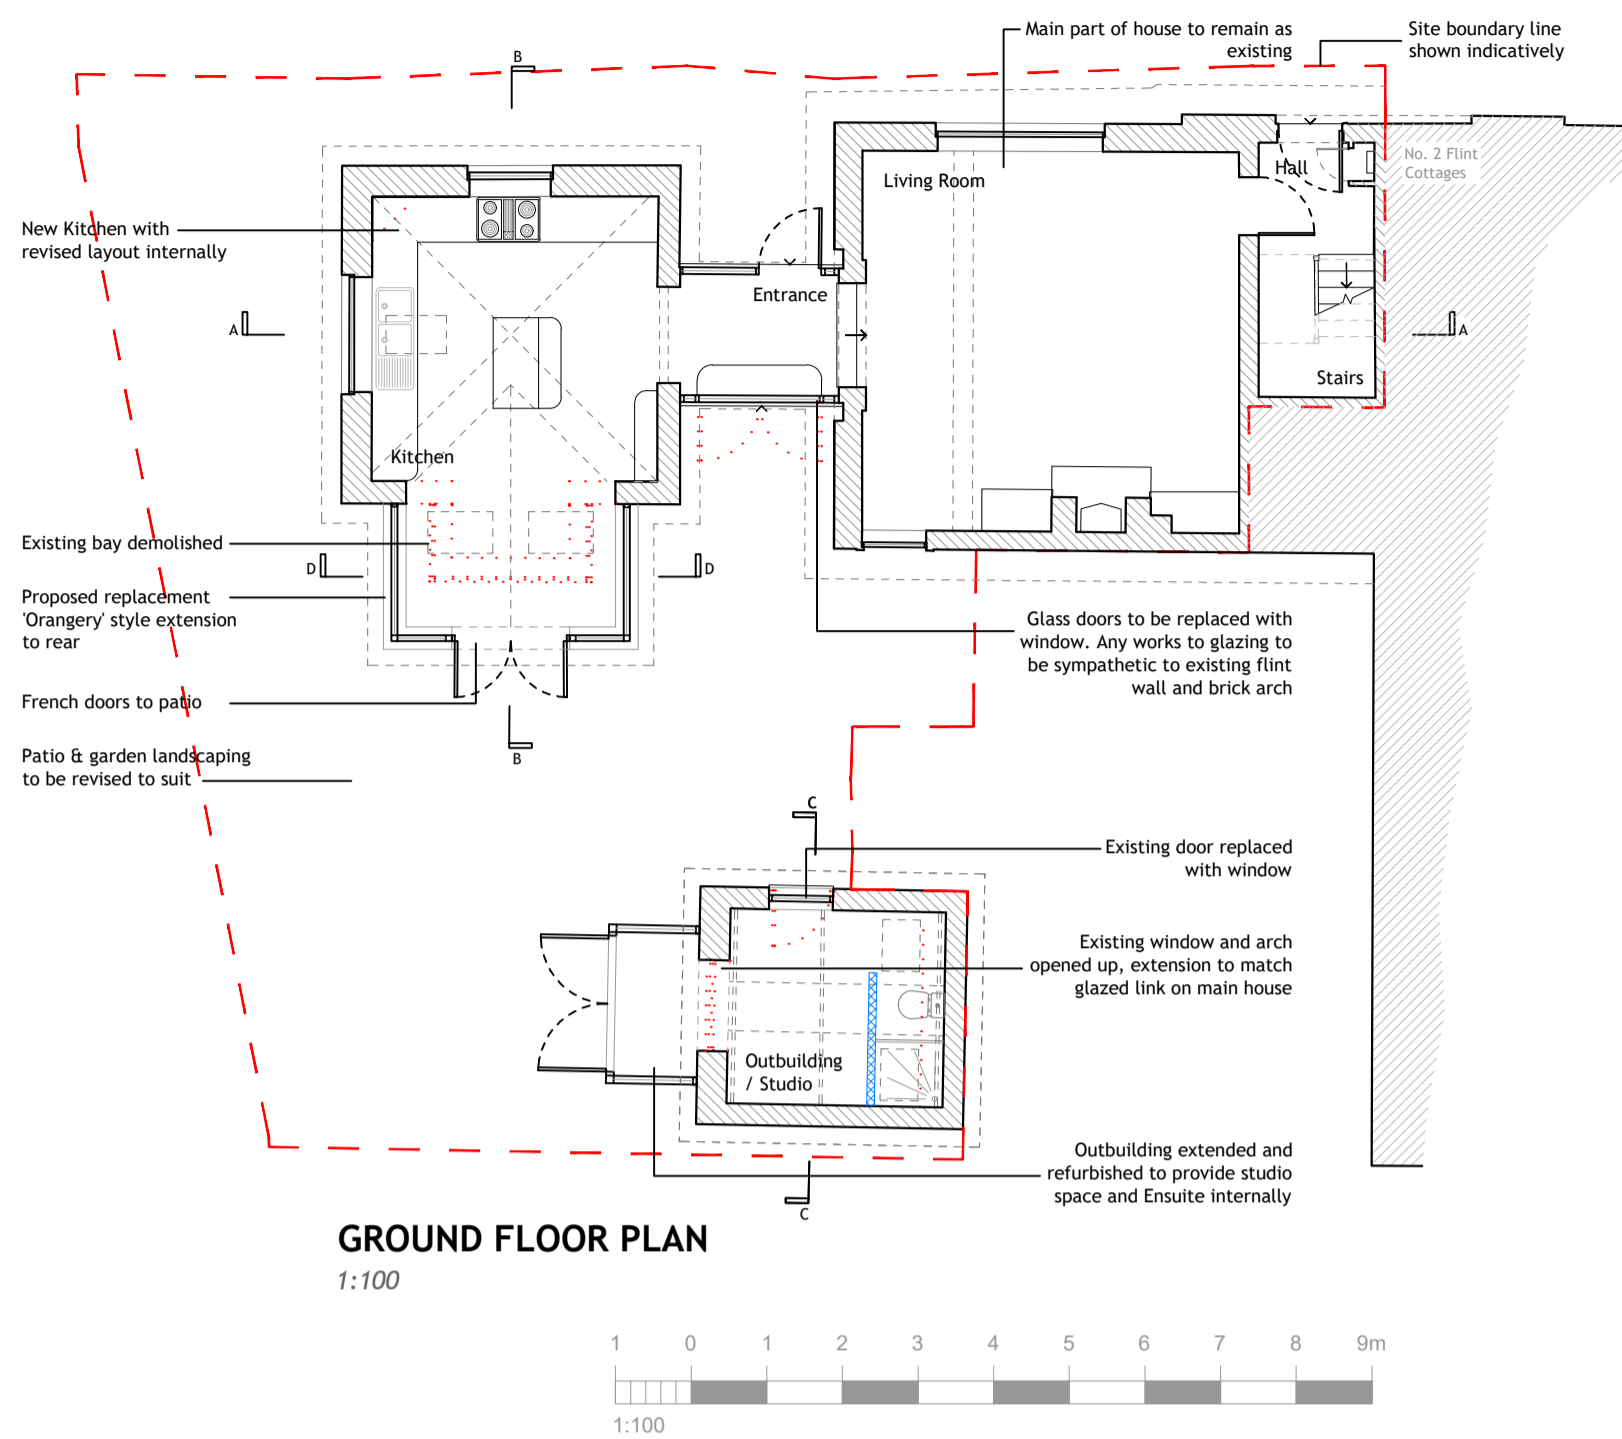 Main part of house to remain as
existing
Site boundary line
shown indicatively
B
No. 2 Flint
Cottages
Hall
Living Room
New Kitchen with
revised layout internally
Entrance
A
A
Stairs
Kitchen
Existing bay demolished
D
D
Proposed replacement
'Orangery' style extension
to rear
Glass doors to be replaced with
window. Any works to glazing to
be sympathetic to existing flint
wall and brick arch
French doors to patio
B
Patio & garden landscaping
to be revised to suit
C
Existing door replaced
with window
Existing window and arch
opened up, extension to match
glazed link on main house
Outbuilding
/ Studio
Outbuilding extended and
refurbished to provide studio
space and Ensuite internally
C
GROUND FLOOR PLAN
1:100
1 0 1 2 3 4 5 6 7 8 9m
1:100